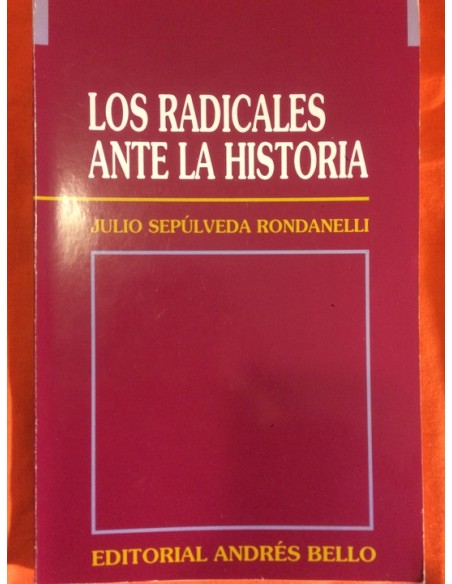 LOS RADICALES
ANTE LA HISTORIA
JULIO SEPÚLVEDA RONDANELLI
EDITORIAL ANDRÉS BELLO